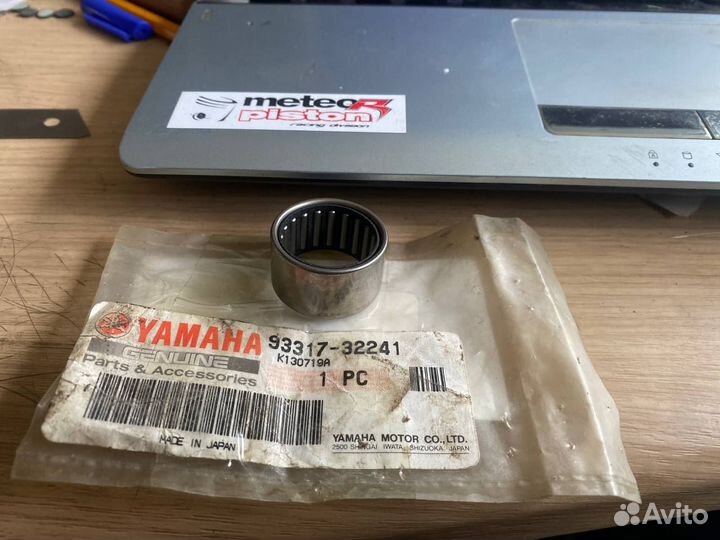 meteoR
piston
racing division
YAMAHA
93317-32241
GENUINE
K130719A
Parts & Accessories
1 PC
MADE IN JAPAN
YAMAHA MOTOR CO.,LTD.
2500 SHINGAI IWATA, SHIZUOKA JAPAN
Avito